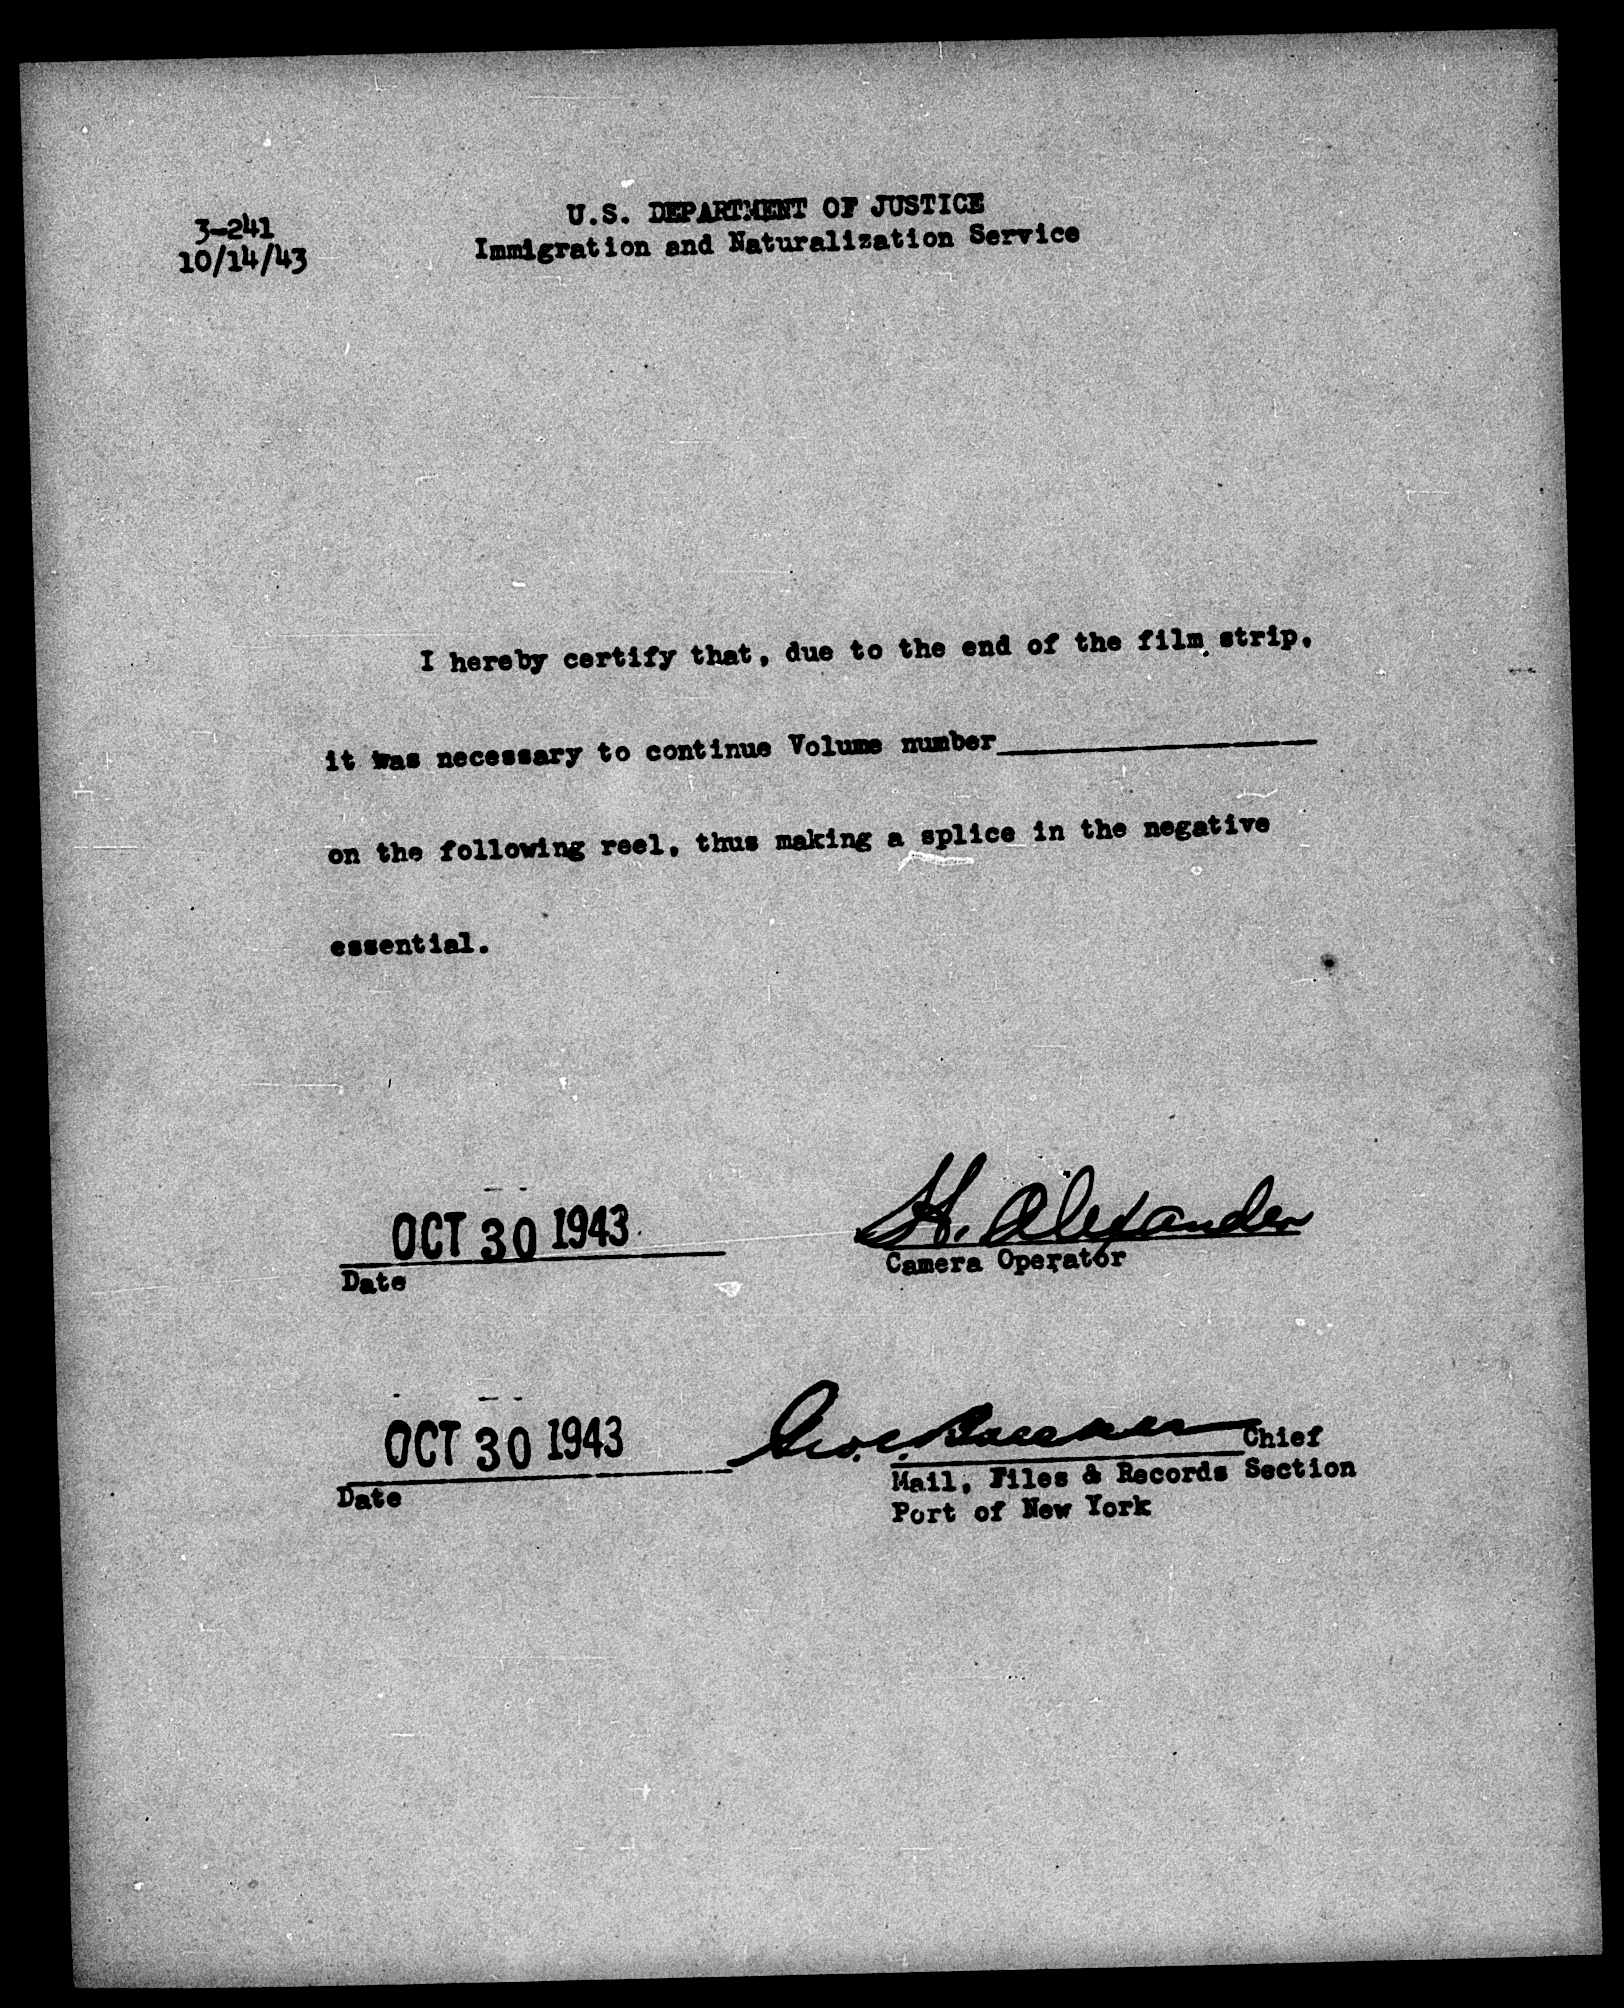 3-241
10/14/43
U.S. DEPARTMENT OF JUSTICE
Immigration and Naturalization Service
I hereby certify that, due to the end of the film strip,
it was necessary to continue Volume number
on the following reel, thus making a splice in the negative
essential.
OCT 30 1943
Date
H. Alexander
Camera Operator
OCT 30 1943
Date
Geo. Chief
Mail, Files & Records Section
Port of New York